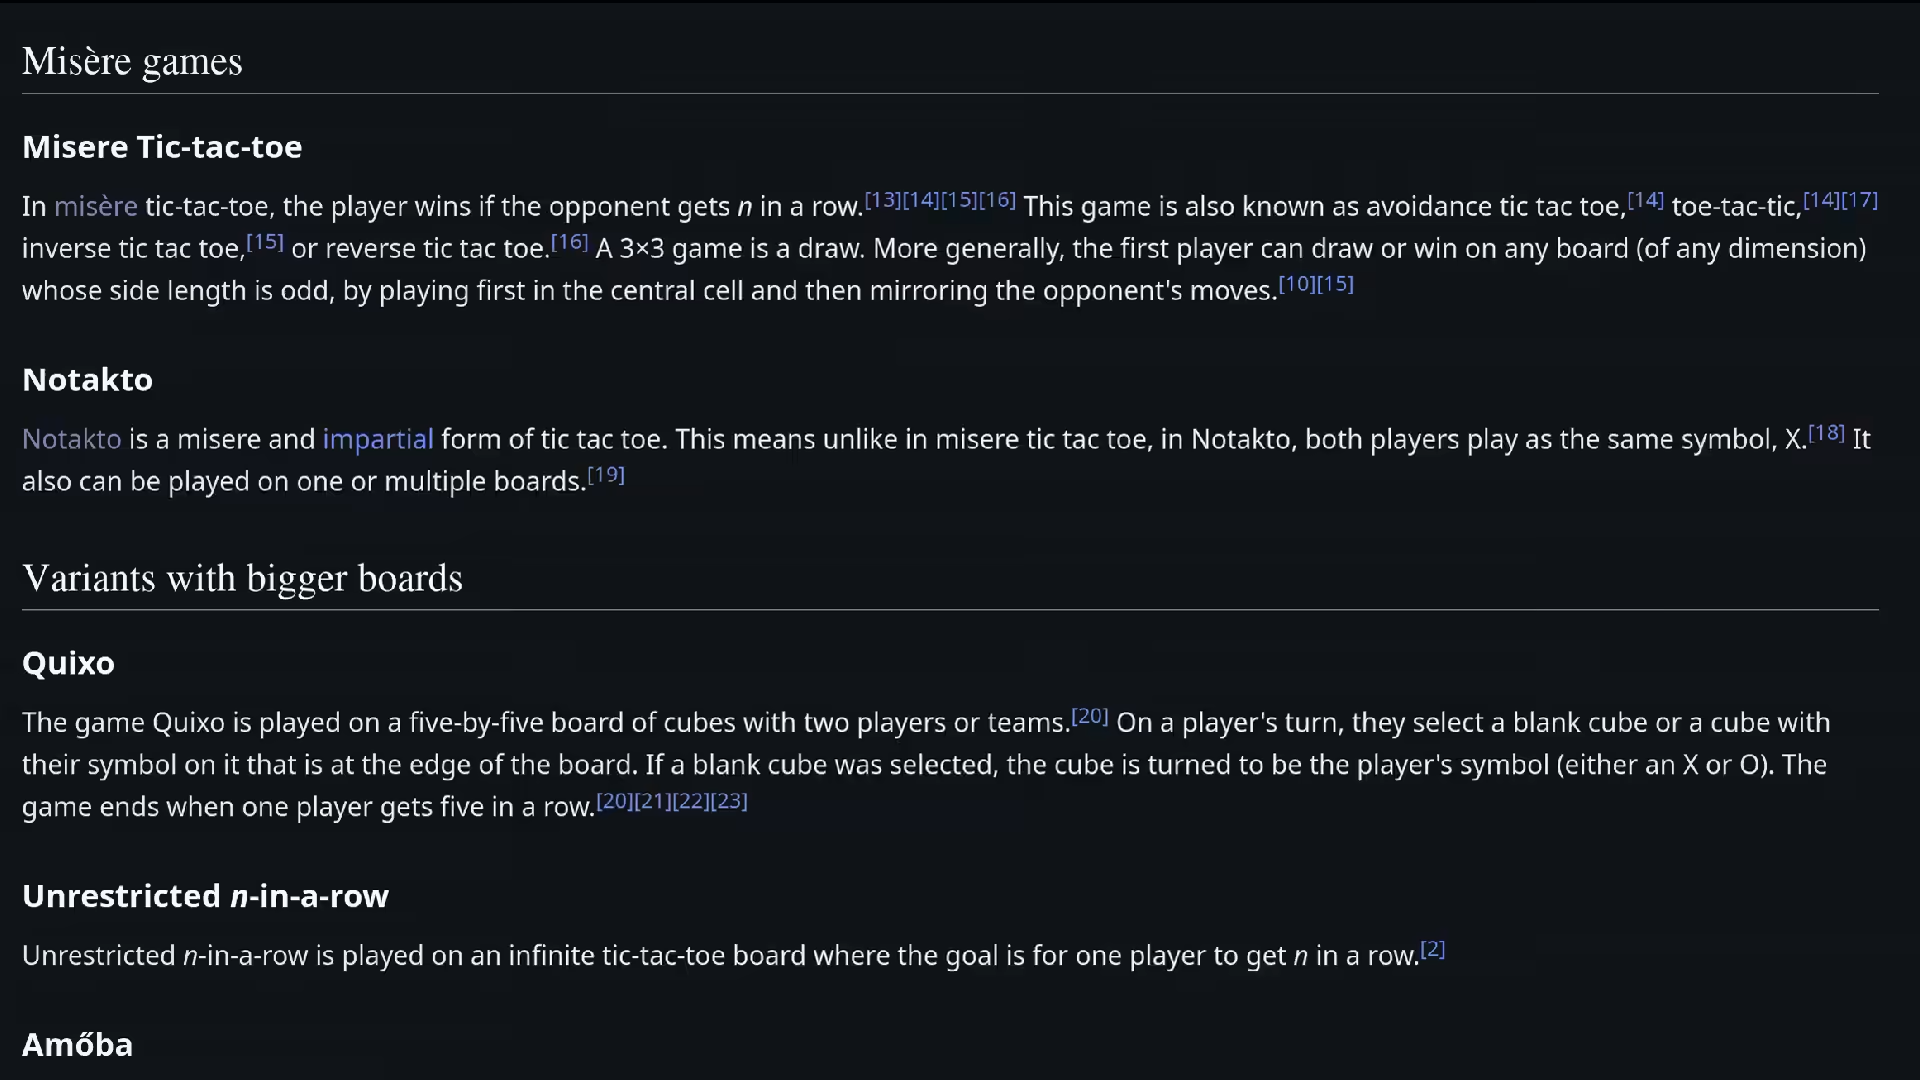 Misère games
Misere Tic-tac-toe
In misère tic-tac-toe, the player wins if the opponent gets n in a row.[13][14][15][16] This game is also known as avoidance tic tac toe,[14] toe-tac-tic,[14][17]
inverse tic tac toe,[15] or reverse tic tac toe.[16] A 3×3 game is a draw. More generally, the first player can draw or win on any board (of any dimension)
whose side length is odd, by playing first in the central cell and then mirroring the opponent's moves.[10][15]
Notakto
Notakto is a misere and impartial form of tic tac toe. This means unlike in misere tic tac toe, in Notakto, both players play as the same symbol, X.[18] It
also can be played on one or multiple boards.[19]
Variants with bigger boards
Quixo
The game Quixo is played on a five-by-five board of cubes with two players or teams.[20] On a player's turn, they select a blank cube or a cube with
their symbol on it that is at the edge of the board. If a blank cube was selected, the cube is turned to be the player's symbol (either an X or O). The
game ends when one player gets five in a row.[20][21][22][23]
Unrestricted n-in-a-row
Unrestricted n-in-a-row is played on an infinite tic-tac-toe board where the goal is for one player to get n in a row.[2]
Amőba